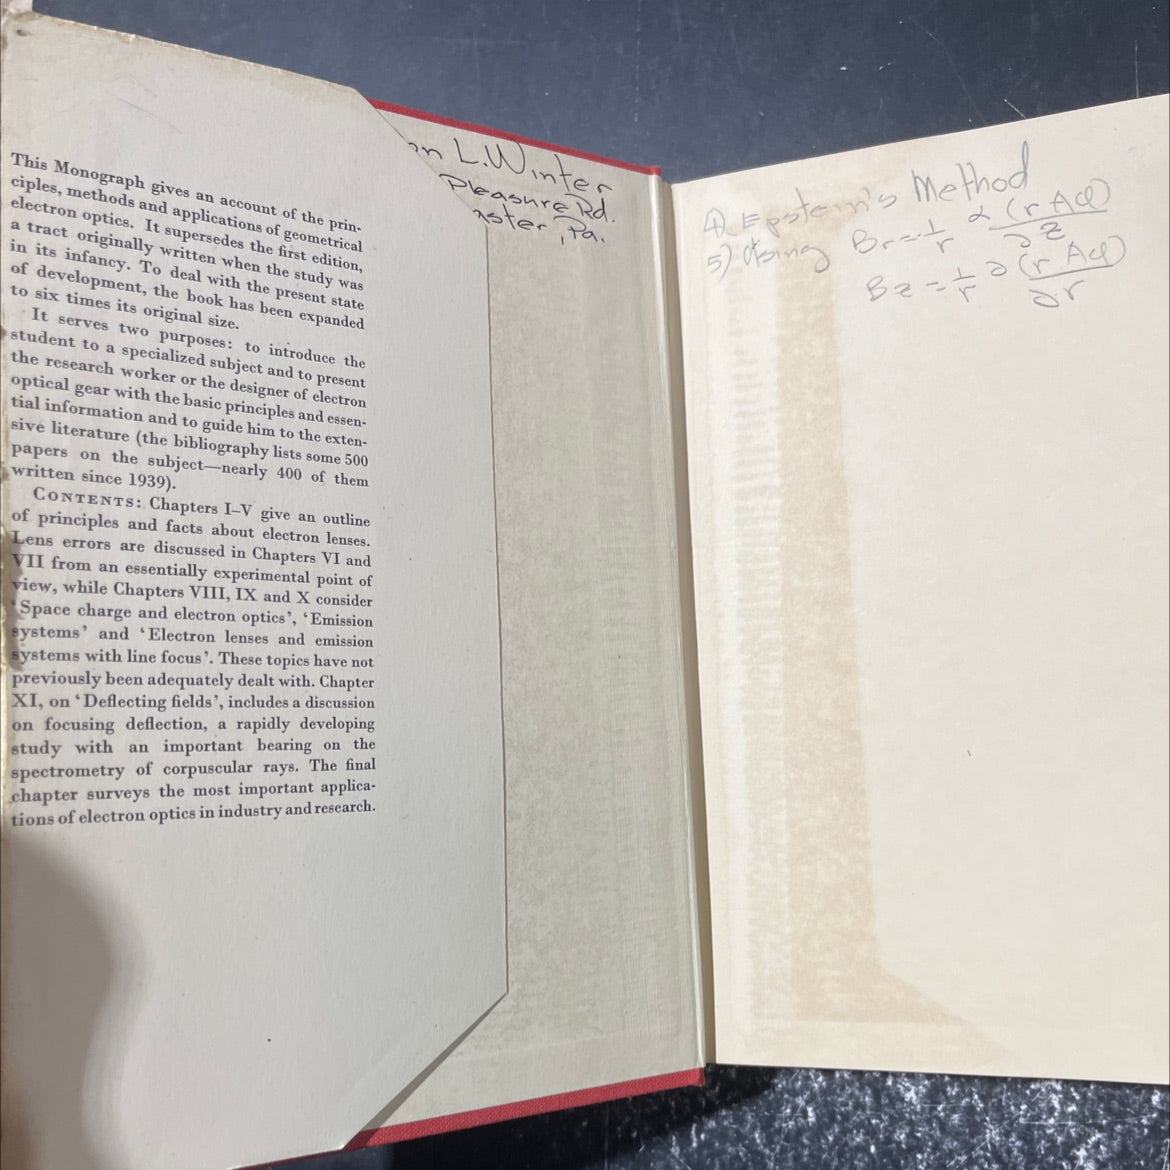 This Monograph gives an account of the prin-
ciples, methods and applications of geometrical
electron optics. It supersedes the first edition,
a tract originally written when the study was
in its infancy. To deal with the present state
of development, the book has been expanded
to six times its original size.
It serves two purposes: to introduce the
student to a specialized subject and to present
the research worker or the designer of electron
optical gear with the basic principles and essen-
tial information and to guide him to the exten-
sive literature (the bibliography lists some 500
papers on the subject—nearly 400 of them
written since 1939).
CONTENTS: Chapters I–V give an outline
of principles and facts about electron lenses.
Lens errors are discussed in Chapters VI and
VII from an essentially experimental point of
view, while Chapters VIII, IX and X consider
'Space charge and electron optics', 'Emission
systems' and 'Electron lenses and emission
systems with line focus'. These topics have not
previously been adequately dealt with. Chapter
XI, on 'Deflecting fields', includes a discussion
on focusing deflection, a rapidly developing
study with an important bearing on the
spectrometry of corpuscular rays. The final
chapter surveys the most important applica-
tions of electron optics in industry and research.
on L. Winter
Pleasure Rd.
aster, Pa.
4) Epstein's Method
5) Using Br = -1/r ∂(r Aφ)/∂z
Bz = 1/r ∂(r Aφ)/∂r